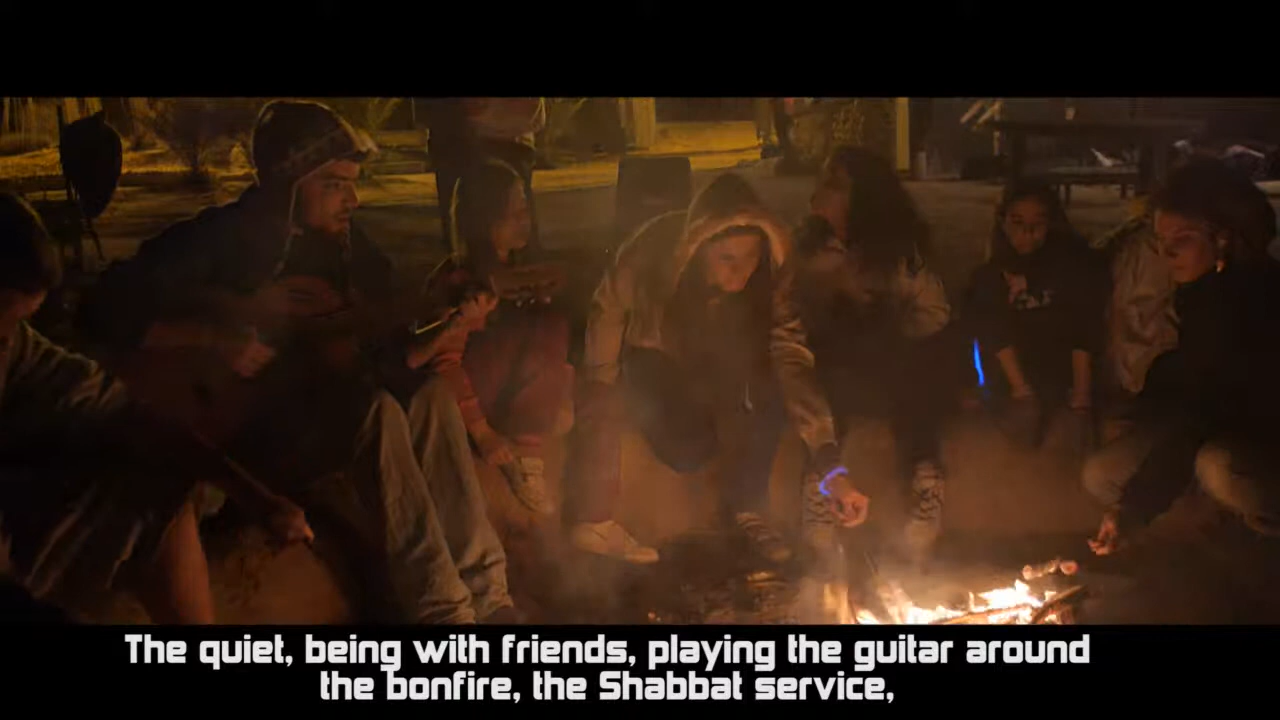 The quiet, being with friends, playing the guitar around
the bonfire, the Shabbat service,